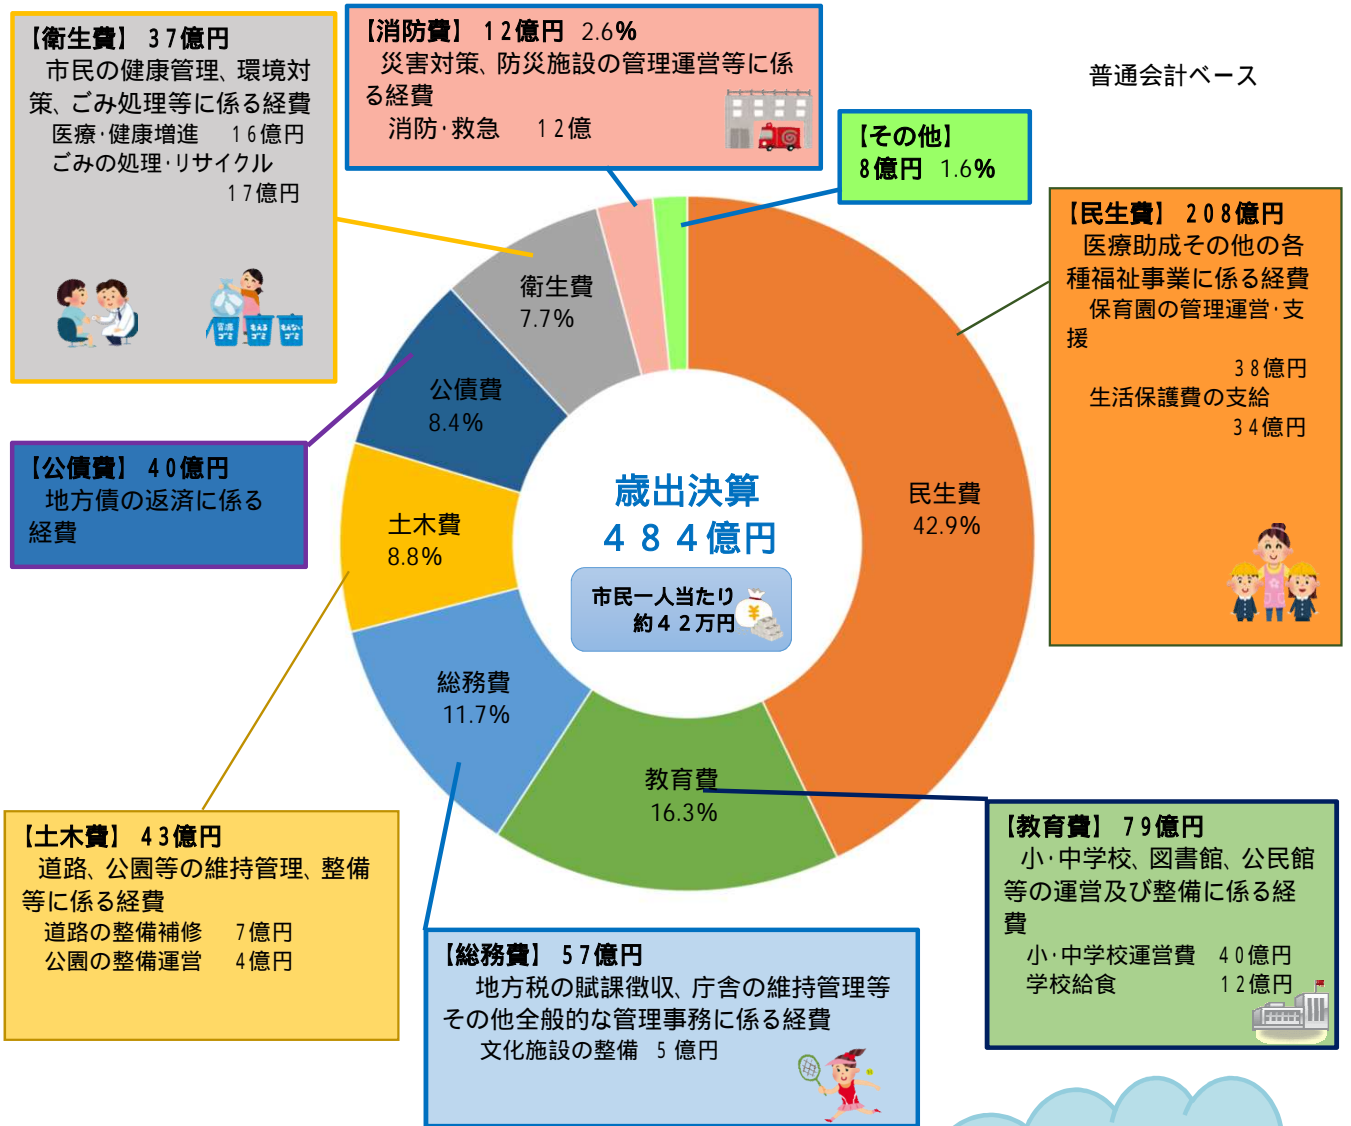 【衛生費】 37億円
市民の健康管理、環境対
策、ごみ処理等に係る経費
医療・健康増進 16億円
ごみの処理・リサイクル
17億円
資源
ゴミ
もえる
ゴミ
もえない
ゴミ
【消防費】 12億円 2.6%
災害対策、防災施設の管理運営等に係
る経費
消防・救急 12億
普通会計ベース
【その他】
8億円 1.6%
【民生費】 208億円
医療助成その他の各
種福祉事業に係る経費
保育園の管理運営・支
援
38億円
生活保護費の支給
34億円
【公債費】 40億円
地方債の返済に係る
経費
衛生費
7.7%
公債費
8.4%
土木費
8.8%
総務費
11.7%
教育費
16.3%
民生費
42.9%
歳出決算
484億円
市民一人当たり
約42万円
【土木費】 43億円
道路、公園等の維持管理、整備
等に係る経費
道路の整備補修 7億円
公園の整備運営 4億円
【総務費】 57億円
地方税の賦課徴収、庁舎の維持管理等
その他全般的な管理事務に係る経費
文化施設の整備 5億円
【教育費】 79億円
小・中学校、図書館、公民館
等の運営及び整備に係る経
費
小・中学校運営費 40億円
学校給食 12億円